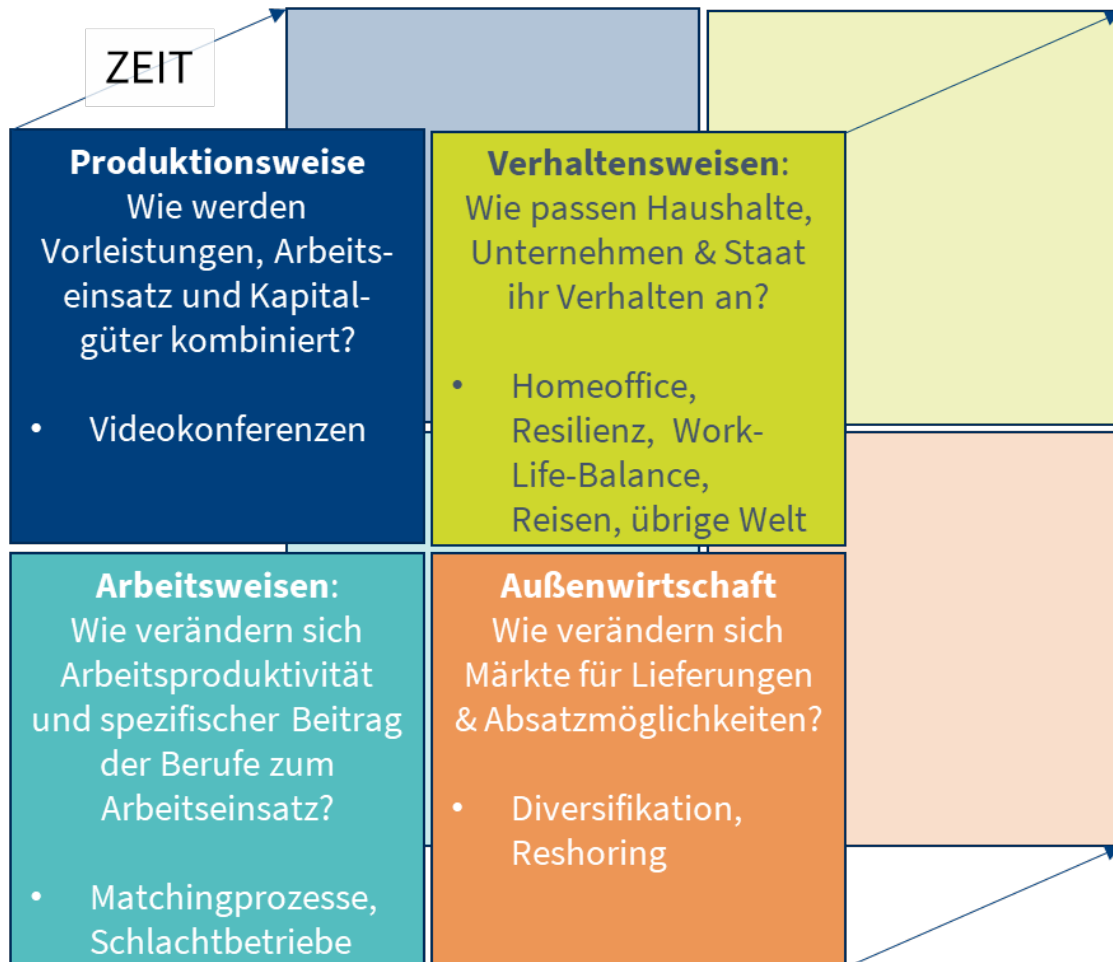 ZEIT
Produktionsweise
Wie werden
Vorleistungen, Arbeits-
einsatz und Kapital-
güter kombiniert?
• Videokonferenzen
Verhaltensweisen:
Wie passen Haushalte,
Unternehmen & Staat
ihr Verhalten an?
• Homeoffice,
Resilienz, Work-
Life-Balance,
Reisen, übrige Welt
Arbeitsweisen:
Wie verändern sich
Arbeitsproduktivität
und spezifischer Beitrag
der Berufe zum
Arbeitseinsatz?
• Matchingprozesse,
Schlachtbetriebe
Außenwirtschaft
Wie verändern sich
Märkte für Lieferungen
& Absatzmöglichkeiten?
• Diversifikation,
Reshoring